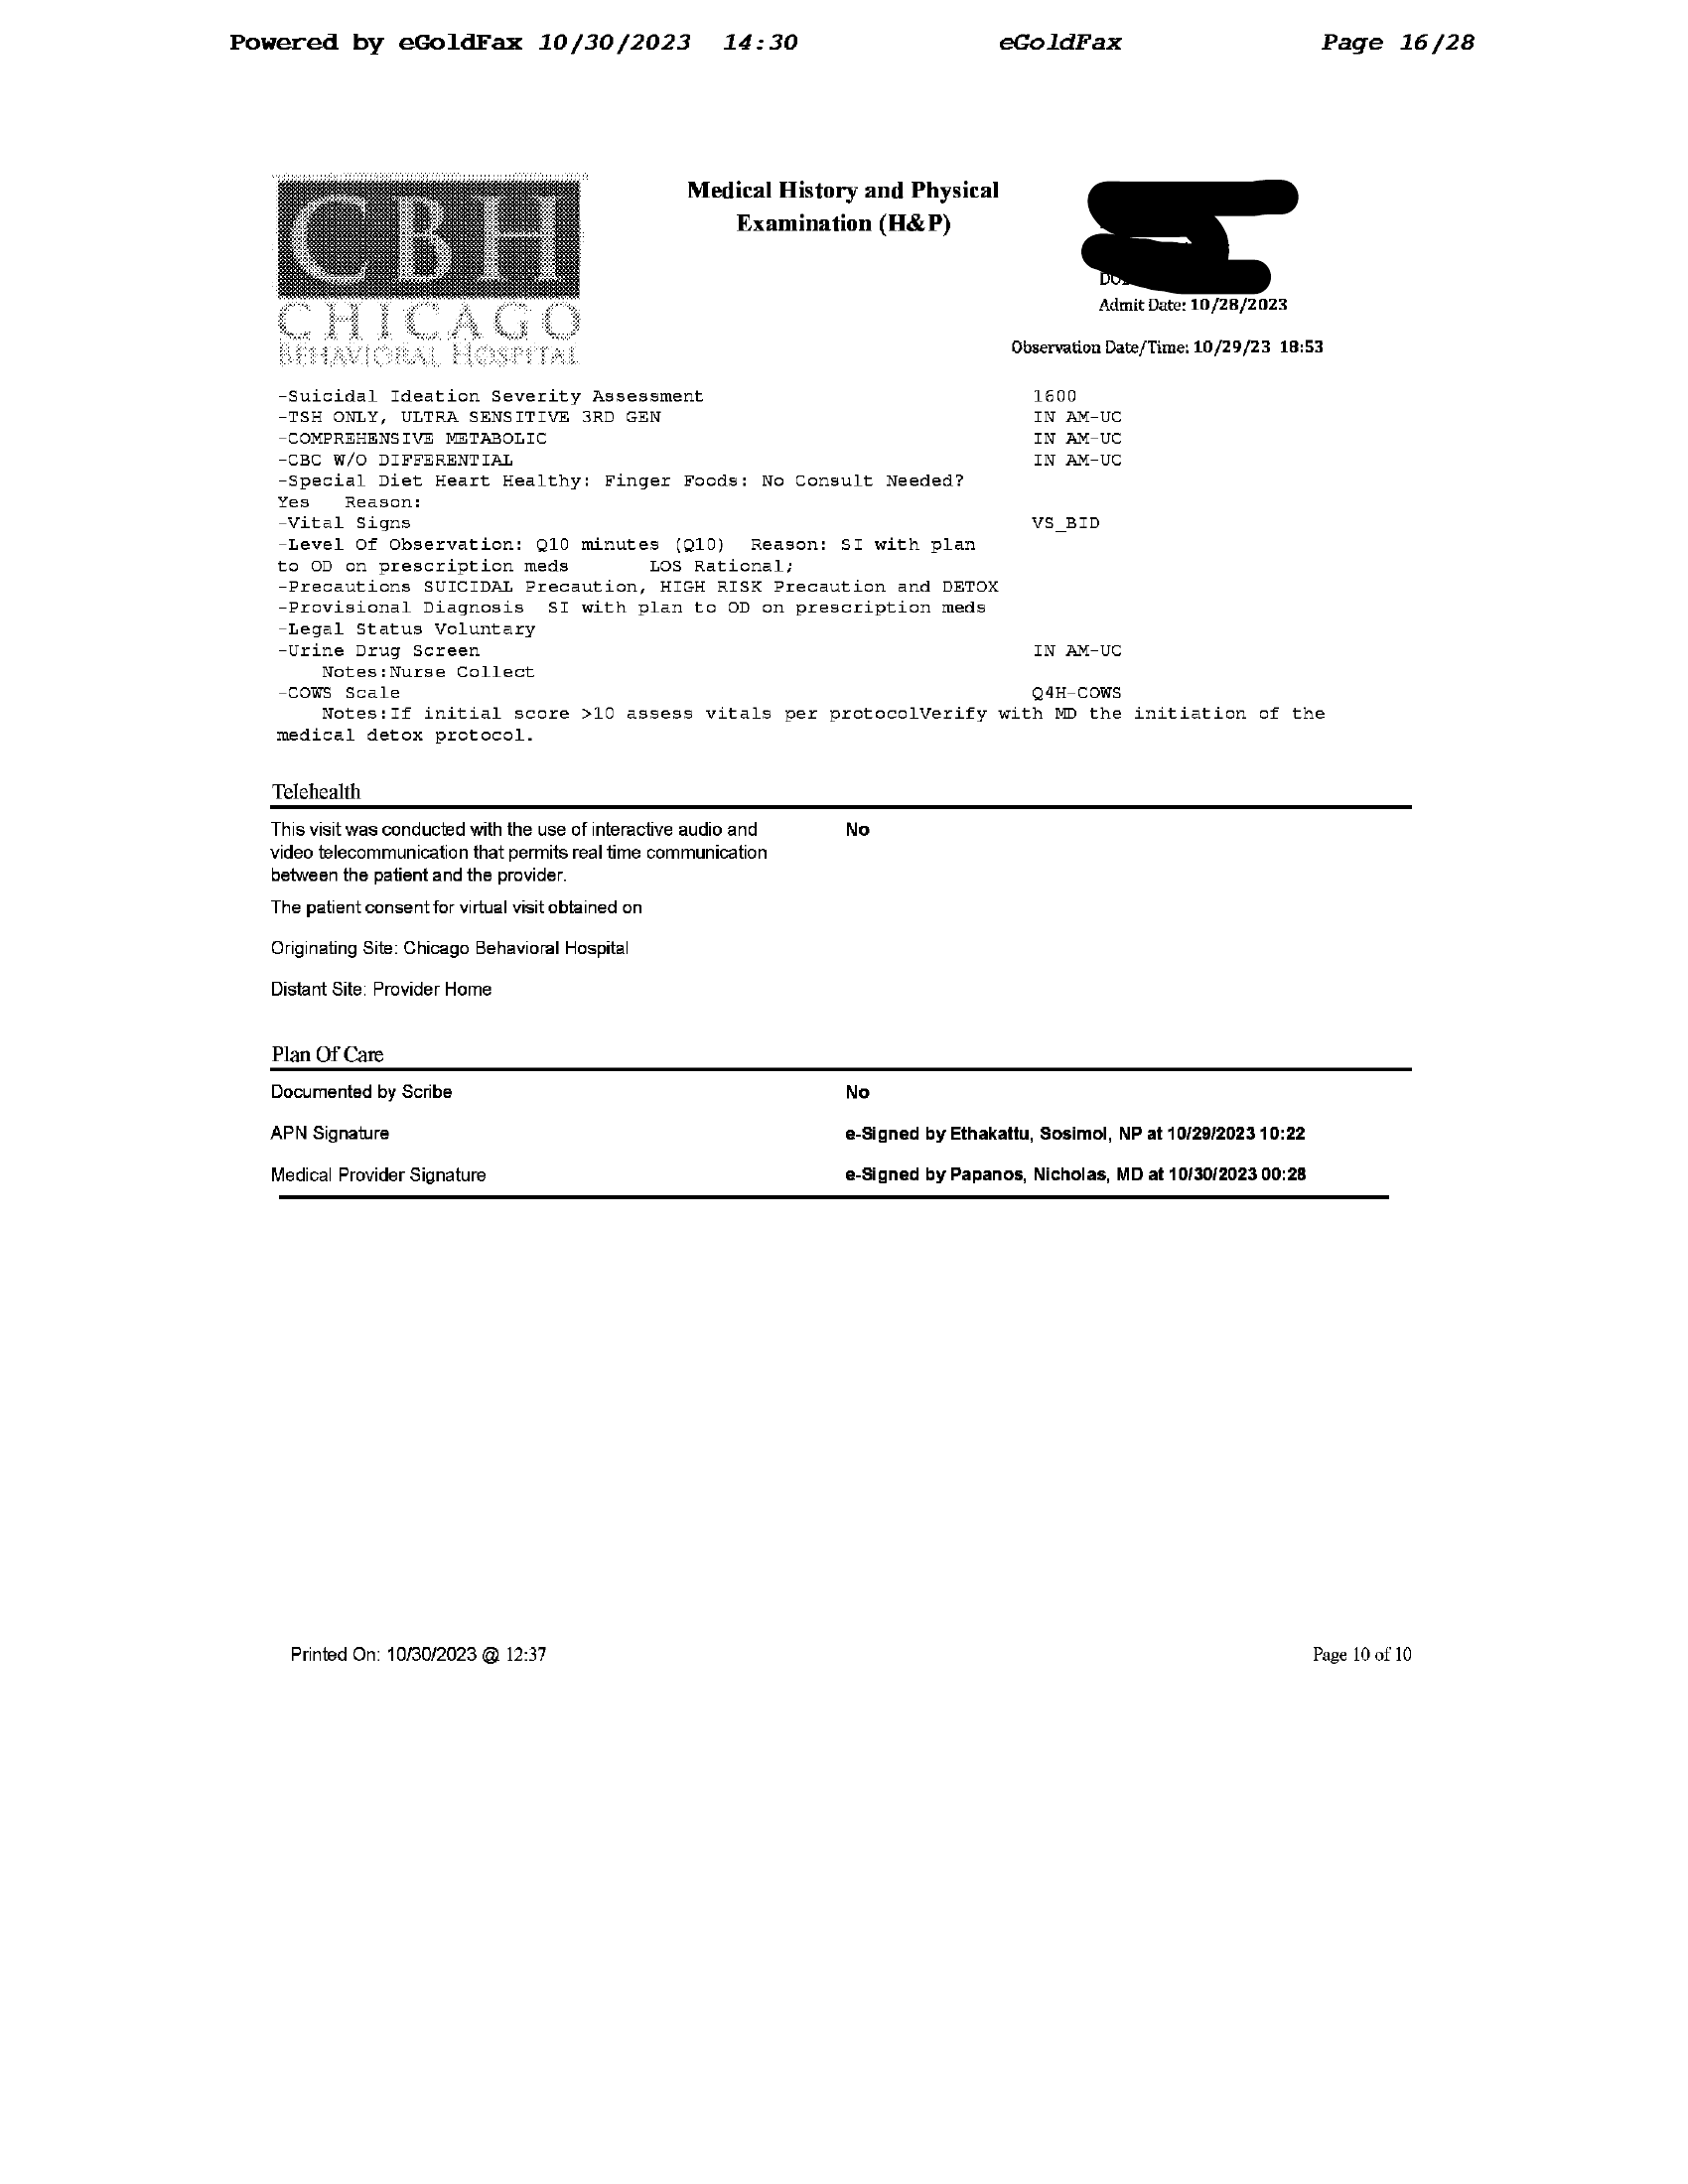 Powered by eGoldFax 10/30/2023 14:30 eGoldFax Page 16/28
CBH
CHICAGO
BEHAVIORAL HOSPITAL
Medical History and Physical
Examination (H&P)
Admit Date: 10/28/2023
Observation Date/Time: 10/29/23 18:53
-Suicidal Ideation Severity Assessment 1600
-TSH ONLY, ULTRA SENSITIVE 3RD GEN IN AM-UC
-COMPREHENSIVE METABOLIC IN AM-UC
-CBC W/O DIFFERENTIAL IN AM-UC
-Special Diet Heart Healthy: Finger Foods: No Consult Needed?
Yes Reason:
-Vital Signs VS_BID
-Level Of Observation: Q10 minutes (Q10) Reason: SI with plan
to OD on prescription meds LOS Rational;
-Precautions SUICIDAL Precaution, HIGH RISK Precaution and DETOX
-Provisional Diagnosis SI with plan to OD on prescription meds
-Legal Status Voluntary
-Urine Drug Screen IN AM-UC
Notes:Nurse Collect
-COWS Scale Q4H-COWS
Notes:If initial score >10 assess vitals per protocolVerify with MD the initiation of the
medical detox protocol.
Telehealth
This visit was conducted with the use of interactive audio and No
video telecommunication that permits real time communication
between the patient and the provider.
The patient consent for virtual visit obtained on
Originating Site: Chicago Behavioral Hospital
Distant Site: Provider Home
Plan Of Care
Documented by Scribe No
APN Signature e-Signed by Ethakattu, Sosimol, NP at 10/29/2023 10:22
Medical Provider Signature e-Signed by Papanos, Nicholas, MD at 10/30/2023 00:28
Printed On: 10/30/2023 @ 12:37 Page 10 of 10